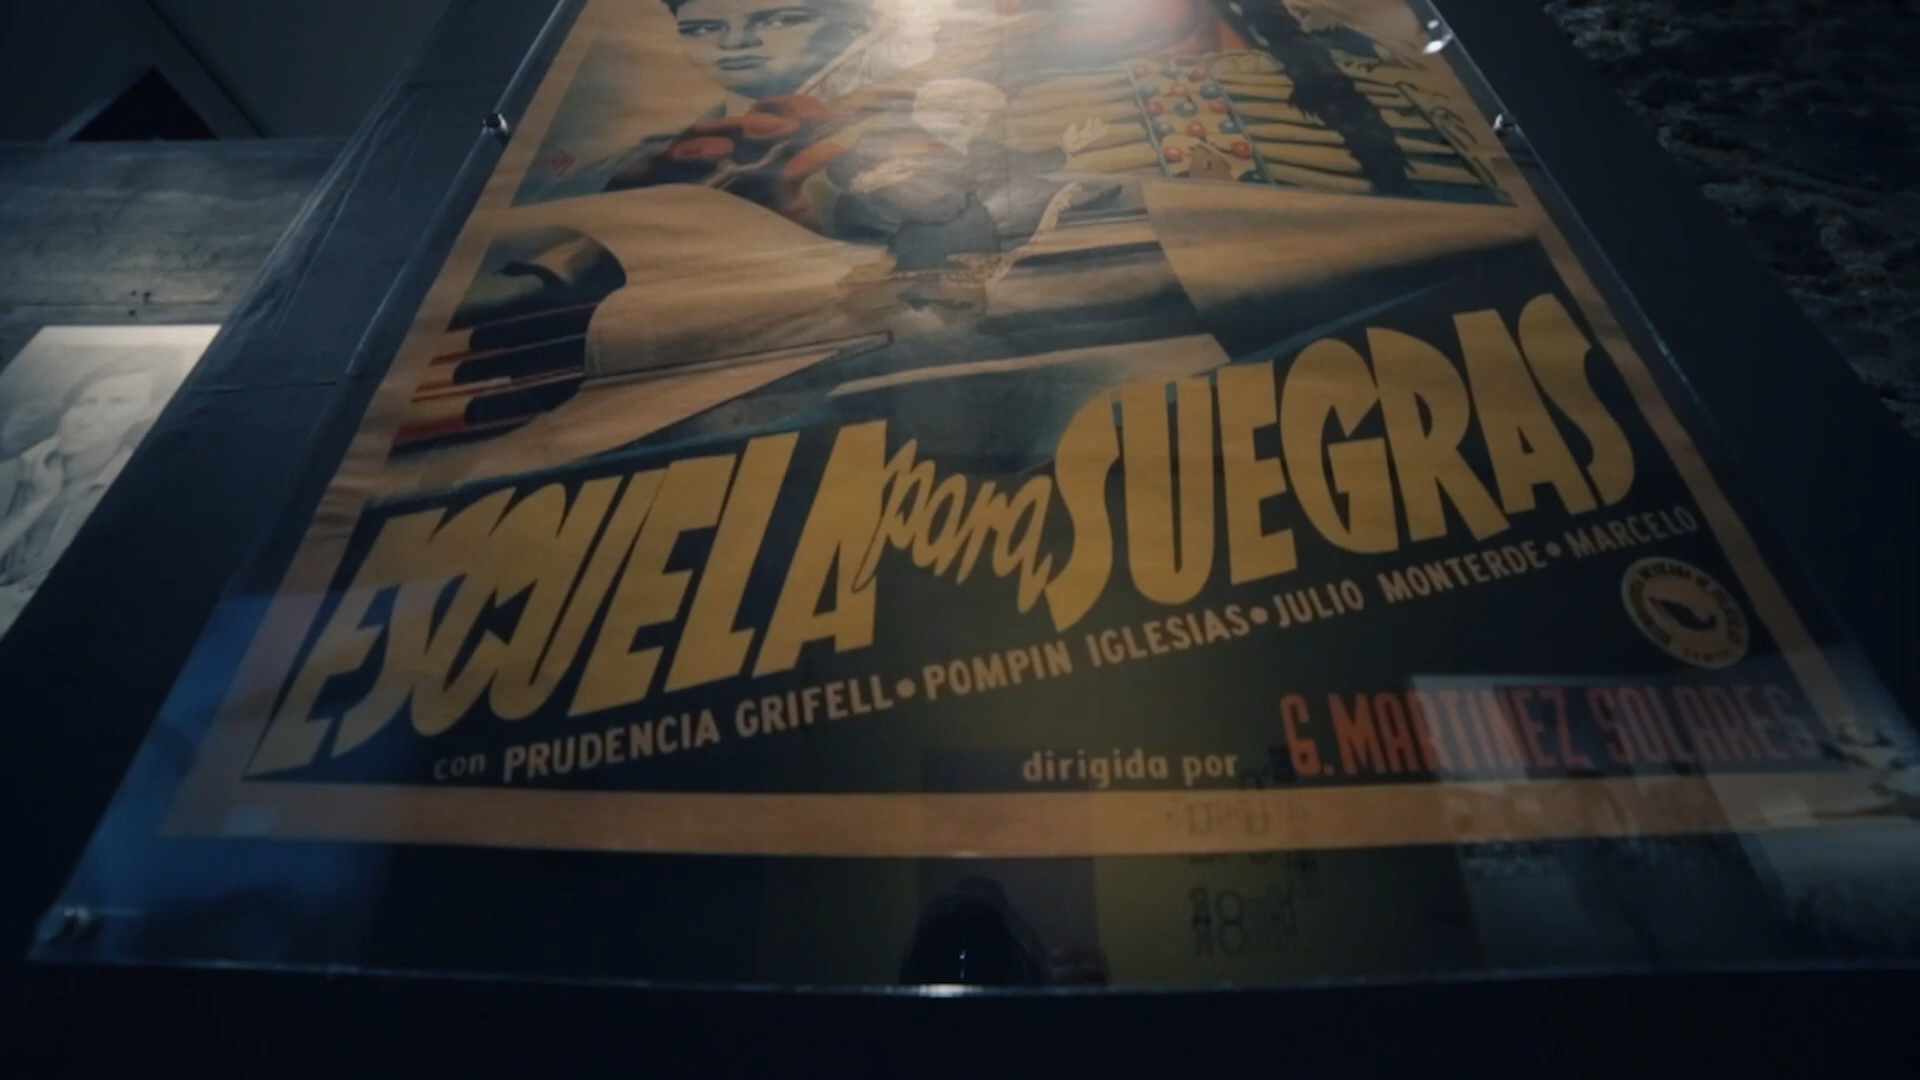 ESCUELA para SUEGRAS
con PRUDENCIA GRIFELL • POMPIN IGLESIAS • JULIO MONTERDE • MARCELO
dirigida por G. MARTINEZ SOLARES